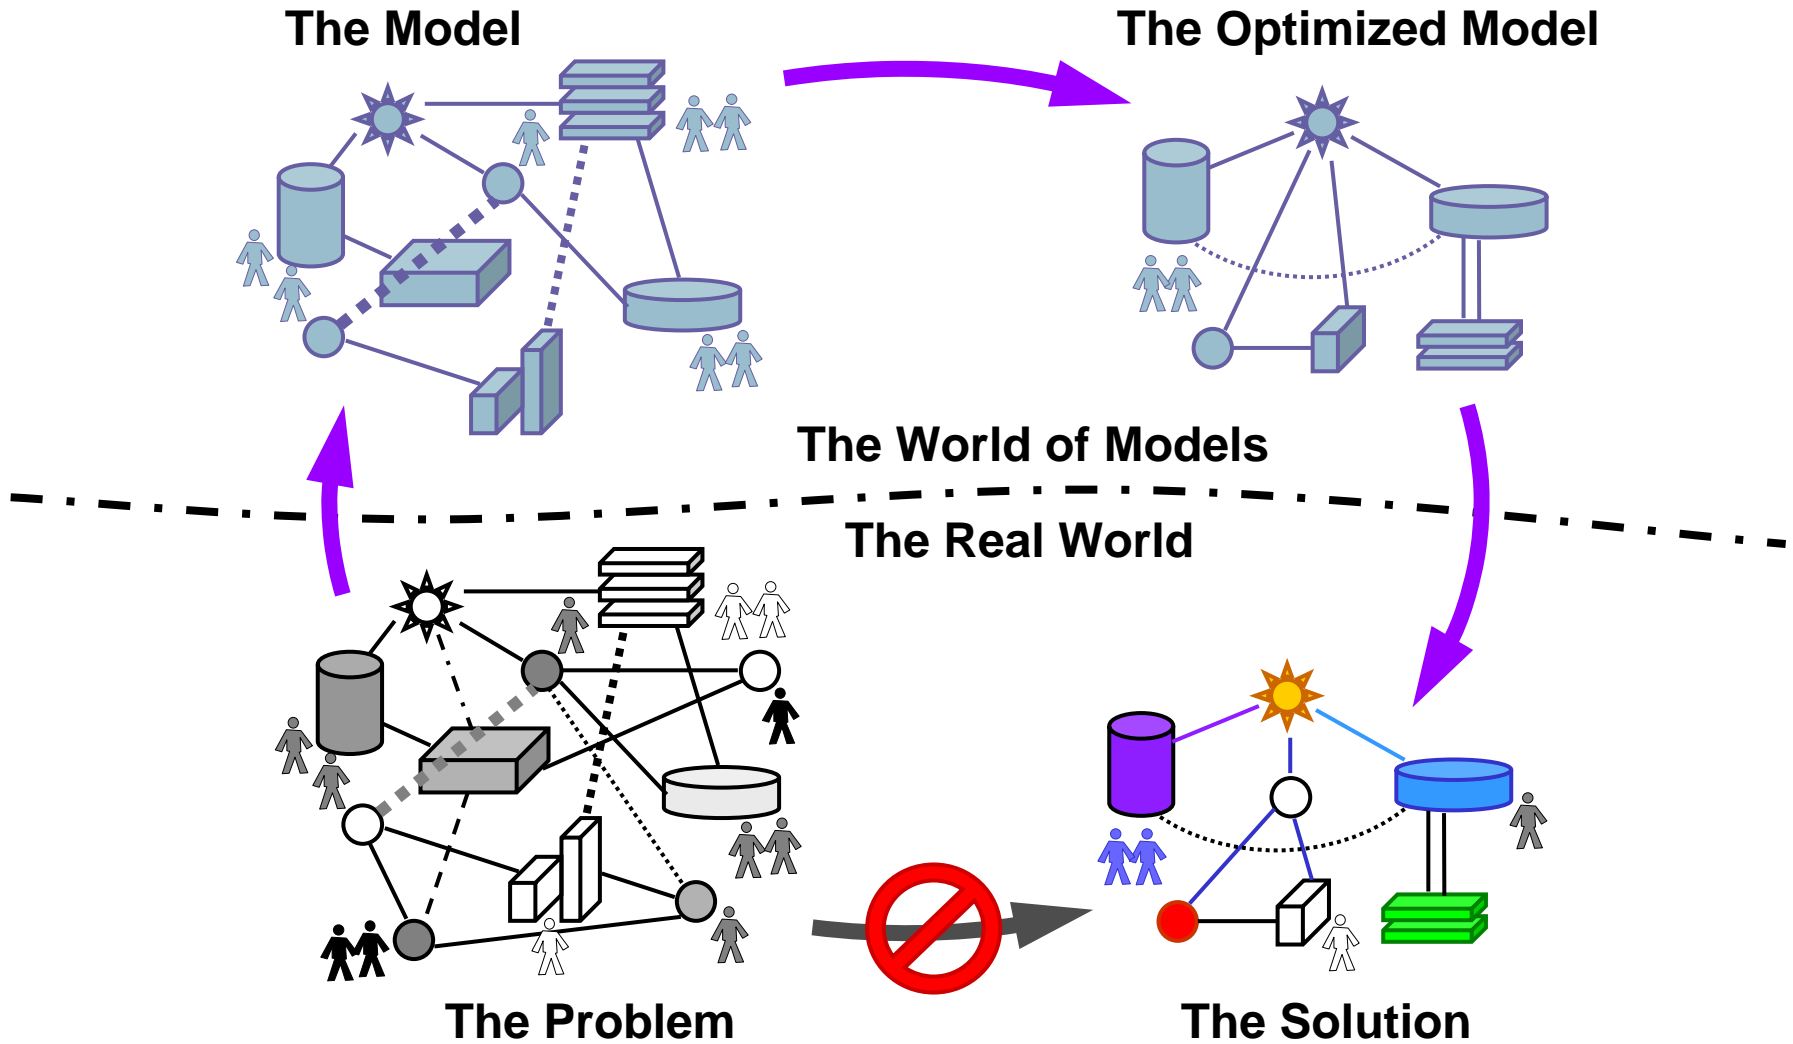 The Model
The Optimized Model
The World of Models
The Real World
The Problem
The Solution